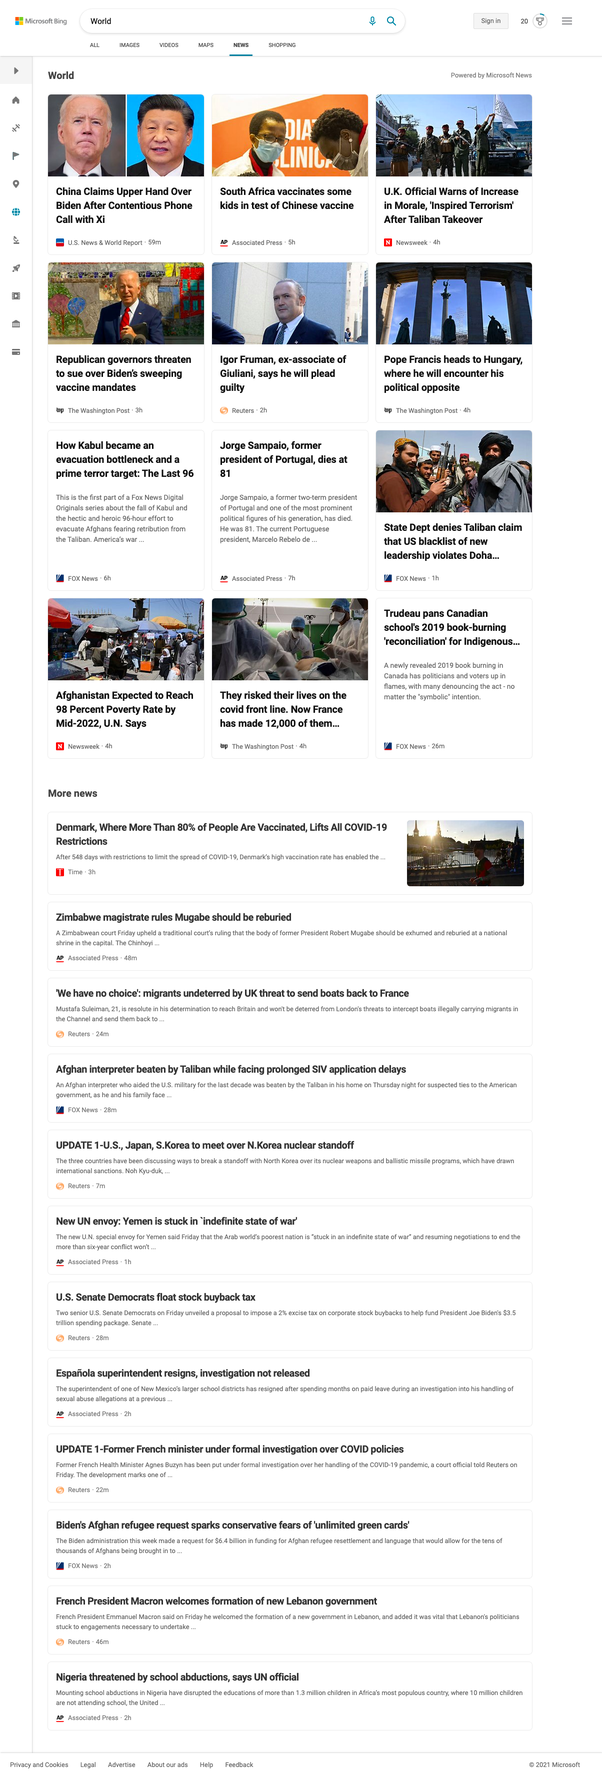 Microsoft Bing
World
Sign in
20
ALL
IMAGES
VIDEOS
MAPS
NEWS
SHOPPING
World
Powered by Microsoft News
China Claims Upper Hand Over
Biden After Contentious Phone
Call with Xi
U.S. News & World Report · 59m
South Africa vaccinates some
kids in test of Chinese vaccine
AP Associated Press · 5h
U.K. Official Warns of Increase
in Morale, 'Inspired Terrorism'
After Taliban Takeover
N Newsweek · 4h
Republican governors threaten
to sue over Biden's sweeping
vaccine mandates
wp The Washington Post · 3h
Igor Fruman, ex-associate of
Giuliani, says he will plead
guilty
Reuters · 2h
Pope Francis heads to Hungary,
where he will encounter his
political opposite
wp The Washington Post · 4h
How Kabul became an
evacuation bottleneck and a
prime terror target: The Last 96
This is the first part of a Fox News Digital
Originals series about the fall of Kabul and
the hectic and heroic 96-hour effort to
evacuate Afghans fearing retribution from
the Taliban. America's war ...
FOX News · 6h
Jorge Sampaio, former
president of Portugal, dies at
81
Jorge Sampaio, a former two-term president
of Portugal and one of the most prominent
political figures of his generation, has died.
He was 81. The current Portuguese
president, Marcelo Rebelo de ...
AP Associated Press · 7h
State Dept denies Taliban claim
that US blacklist of new
leadership violates Doha...
FOX News · 1h
Afghanistan Expected to Reach
98 Percent Poverty Rate by
Mid-2022, U.N. Says
N Newsweek · 4h
They risked their lives on the
covid front line. Now France
has made 12,000 of them...
wp The Washington Post · 4h
Trudeau pans Canadian
school's 2019 book-burning
'reconciliation' for Indigenous...
A newly revealed 2019 book burning in
Canada has politicians and voters up in
flames, with many denouncing the act - no
matter the "symbolic" intention.
FOX News · 26m
More news
Denmark, Where More Than 80% of People Are Vaccinated, Lifts All COVID-19
Restrictions
After 548 days with restrictions to limit the spread of COVID-19, Denmark's high vaccination rate has enabled the ...
T Time · 3h
Zimbabwe magistrate rules Mugabe should be reburied
A Zimbabwean court Friday upheld a traditional court's ruling that the body of former President Robert Mugabe should be exhumed and reburied at a national
shrine in the capital. The Chinhoyi ...
AP Associated Press · 48m
'We have no choice': migrants undeterred by UK threat to send boats back to France
Mustafa Suleiman, 21, is resolute in his determination to reach Britain and won't be deterred from London's threats to intercept boats illegally carrying migrants in
the Channel and send them back to ...
Reuters · 24m
Afghan interpreter beaten by Taliban while facing prolonged SIV application delays
An Afghan interpreter who aided the U.S. military for the last decade was beaten by the Taliban in his home on Thursday night for suspected ties to the American
government, as he and his family face ...
FOX News · 28m
UPDATE 1-U.S., Japan, S.Korea to meet over N.Korea nuclear standoff
The three countries have been discussing ways to break a standoff with North Korea over its nuclear weapons and ballistic missile programs, which have drawn
international sanctions. Noh Kyu-duk, ...
Reuters · 7m
New UN envoy: Yemen is stuck in `indefinite state of war'
The new U.N. special envoy for Yemen said Friday that the Arab world's poorest nation is "stuck in an indefinite state of war" and resuming negotiations to end the
more than six-year conflict won't ...
AP Associated Press · 1h
U.S. Senate Democrats float stock buyback tax
Two senior U.S. Senate Democrats on Friday unveiled a proposal to impose a 2% excise tax on corporate stock buybacks to help fund President Joe Biden's $3.5
trillion spending package. Senate ...
Reuters · 28m
Española superintendent resigns, investigation not released
The superintendent of one of New Mexico's larger school districts has resigned after spending months on paid leave during an investigation into his handling of
sexual abuse allegations at a previous ...
AP Associated Press · 2h
UPDATE 1-Former French minister under formal investigation over COVID policies
Former French Health Minister Agnes Buzyn has been put under formal investigation over her handling of the COVID-19 pandemic, a court official told Reuters on
Friday. The development marks one of ...
Reuters · 22m
Biden's Afghan refugee request sparks conservative fears of 'unlimited green cards'
The Biden administration this week made a request for $6.4 billion in funding for Afghan refugee resettlement and language that would allow for the tens of
thousands of Afghans being brought in to ...
FOX News · 2h
French President Macron welcomes formation of new Lebanon government
French President Emmanuel Macron said on Friday he welcomed the formation of a new government in Lebanon, and added it was vital that Lebanon's politicians
stuck to engagements necessary to undertake ...
Reuters · 46m
Nigeria threatened by school abductions, says UN official
Mounting school abductions in Nigeria have disrupted the educations of more than 1.3 million children in Africa's most populous country, where 10 million children
are not attending school, the United ...
AP Associated Press · 2h
Privacy and Cookies
Legal
Advertise
About our ads
Help
Feedback
© 2021 Microsoft